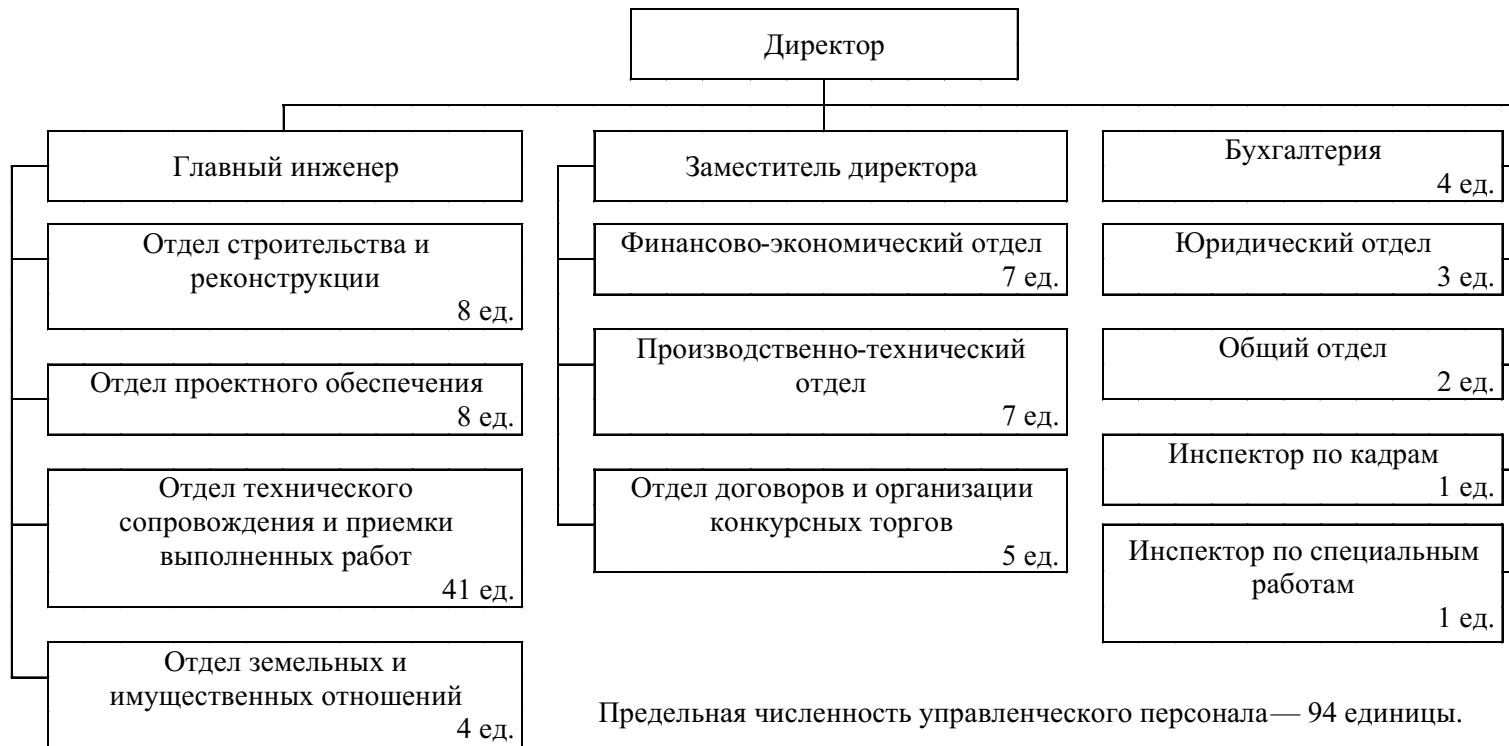 Директор
Главный инженер
Отдел строительства и
реконструкции
8 ед.
Отдел проектного обеспечения
8 ед.
Отдел технического
сопровождения и приемки
выполненных работ
41 ед.
Отдел земельных и
имущественных отношений
4 ед.
Заместитель директора
Финансово-экономический отдел
7 ед.
Производственно-технический
отдел
7 ед.
Отдел договоров и организации
конкурсных торгов
5 ед.
Бухгалтерия
4 ед.
Юридический отдел
3 ед.
Общий отдел
2 ед.
Инспектор по кадрам
1 ед.
Инспектор по специальным
работам
1 ед.
Предельная численность управленческого персонала— 94 единицы.